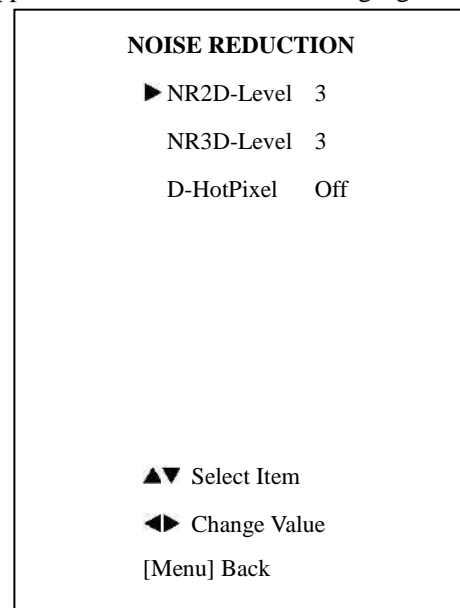 NOISE REDUCTION
▶ NR2D-Level 3
NR3D-Level 3
D-HotPixel Off
▲▼ Select Item
◀▶ Change Value
[Menu] Back